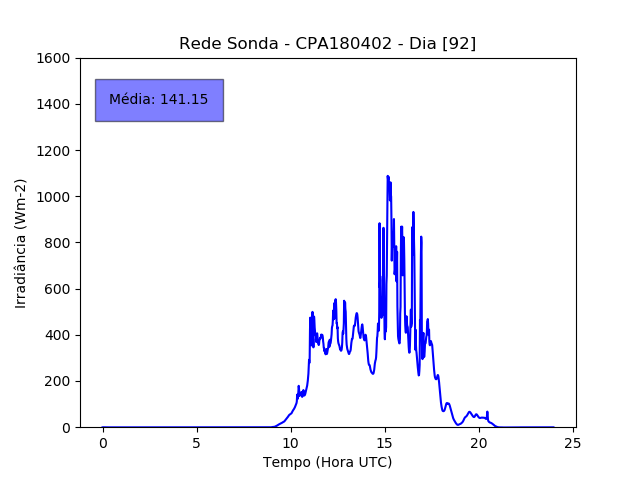 Rede Sonda - CPA180402 - Dia [92]
1600
1400
1200
1000
800
600
400
200
0
Irradiância (Wm-2)
Média: 141.15
0 5 10 15 20 25
Tempo (Hora UTC)